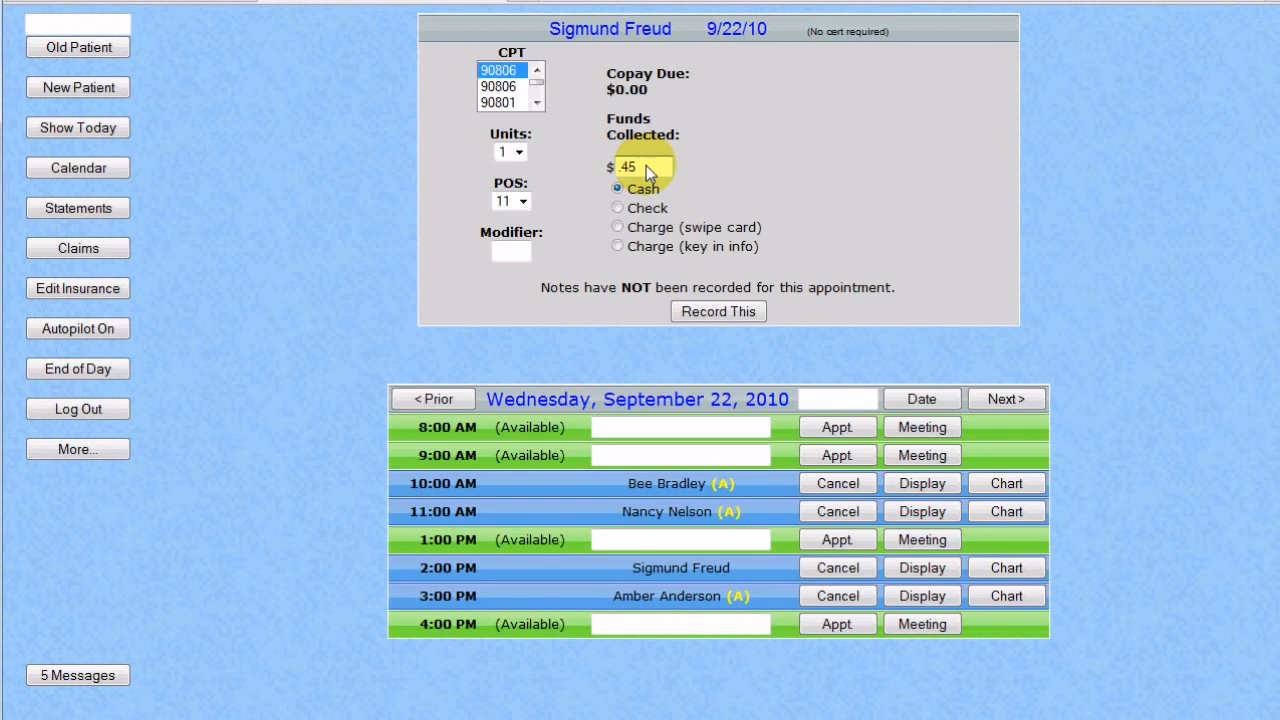 Old Patient
New Patient
Show Today
Calendar
Statements
Claims
Edit Insurance
Autopilot On
End of Day
Log Out
More...
5 Messages
Sigmund Freud 9/22/10 (No cert required)
CPT
90806
90806
90801
Units:
1
POS:
11
Modifier:
Copay Due:
$0.00
Funds
Collected:
$ .45
Cash
Check
Charge (swipe card)
Charge (key in info)
Notes have NOT been recorded for this appointment.
Record This
< Prior Wednesday, September 22, 2010 Date Next >
8:00 AM (Available) Appt. Meeting
9:00 AM (Available) Appt. Meeting
10:00 AM Bee Bradley (A) Cancel Display Chart
11:00 AM Nancy Nelson (A) Cancel Display Chart
1:00 PM (Available) Appt. Meeting
2:00 PM Sigmund Freud Cancel Display Chart
3:00 PM Amber Anderson (A) Cancel Display Chart
4:00 PM (Available) Appt. Meeting